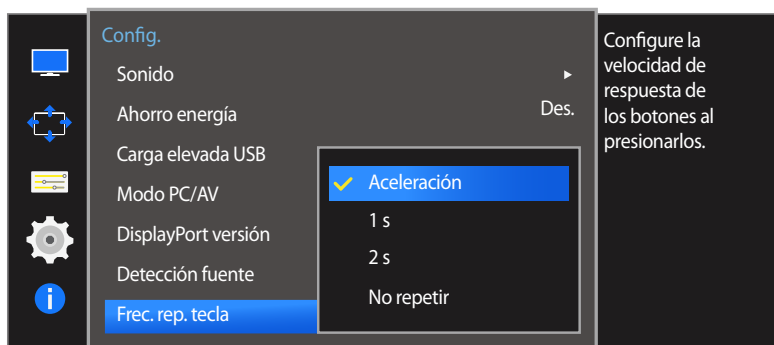 Config.
Sonido
Ahorro energía Des.
Carga elevada USB
Modo PC/AV
DisplayPort versión
Detección fuente
Frec. rep. tecla
Aceleración
1 s
2 s
No repetir
Configure la
velocidad de
respuesta de
los botones al
presionarlos.